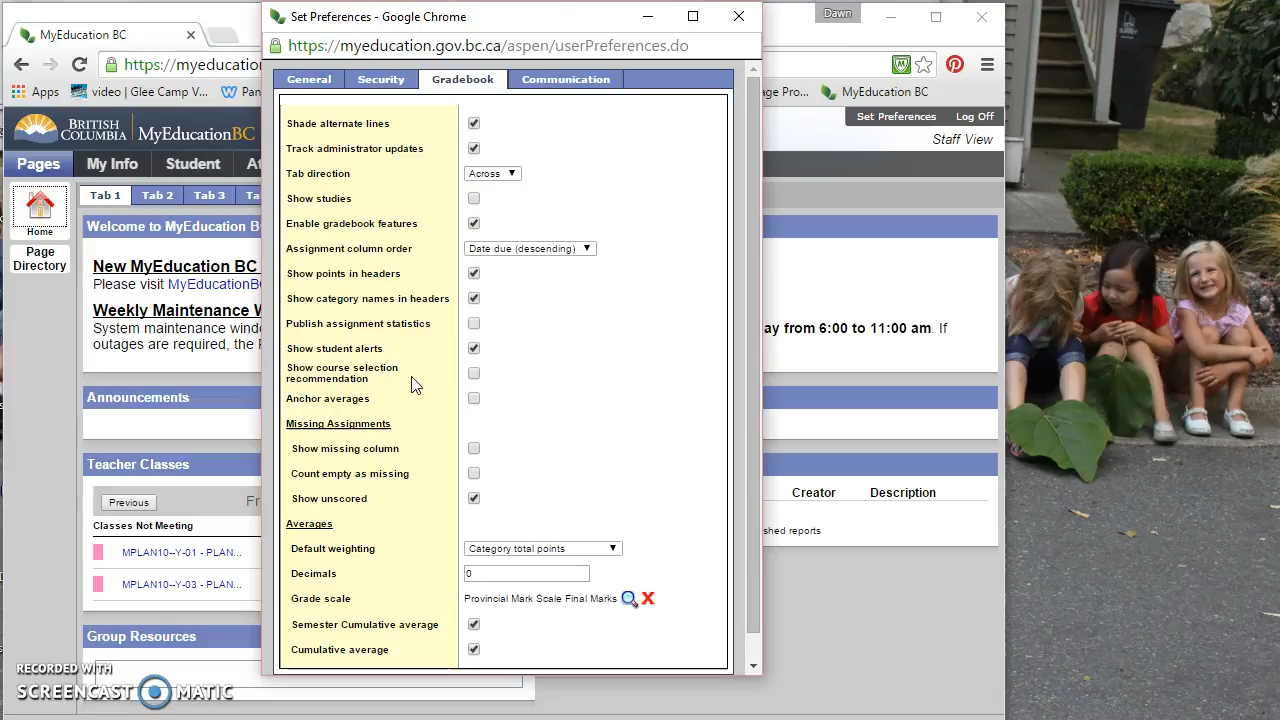 Set Preferences - Google Chrome
Dawn
MyEducation BC
https://myeducation.gov.bc.ca/aspen/userPreferences.do
https://myeducation
Apps
video | Glee Camp V...
age Pro...
MyEducation BC
General
Security
Gradebook
Communication
BRITISH COLUMBIA
MyEducationBC
Set Preferences
Log Off
Staff View
Pages
My Info
Student
Tab 1
Tab 2
Tab 3
Home
Page
Directory
Welcome to MyEducation B
New MyEducation BC
Please visit MyEducationB
Weekly Maintenance W
System maintenance wind
ay from 6:00 to 11:00 am. If
outages are required, the
Announcements
Teacher Classes
Previous
Fr
Creator
Description
Classes Not Meeting
shed reports
MPLAN10--Y-01 - PLAN...
MPLAN10--Y-03 - PLAN...
Group Resources
Shade alternate lines
Track administrator updates
Tab direction
Across
Show studies
Enable gradebook features
Assignment column order
Date due (descending)
Show points in headers
Show category names in headers
Publish assignment statistics
Show student alerts
Show course selection
recommendation
Anchor averages
Missing Assignments
Show missing column
Count empty as missing
Show unscored
Averages
Default weighting
Category total points
Decimals
0
Grade scale
Provincial Mark Scale Final Marks
Semester Cumulative average
Cumulative average
RECORDED WITH
SCREENCAST MATIC